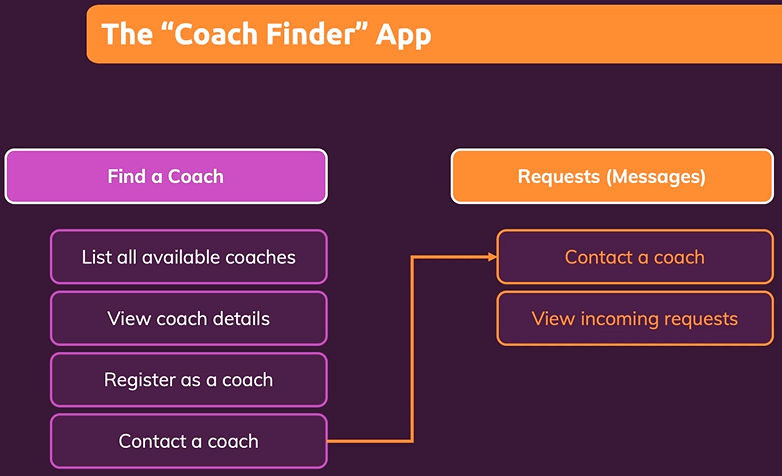 The “Coach Finder” App
Find a Coach
List all available coaches
View coach details
Register as a coach
Contact a coach
Requests (Messages)
Contact a coach
View incoming requests